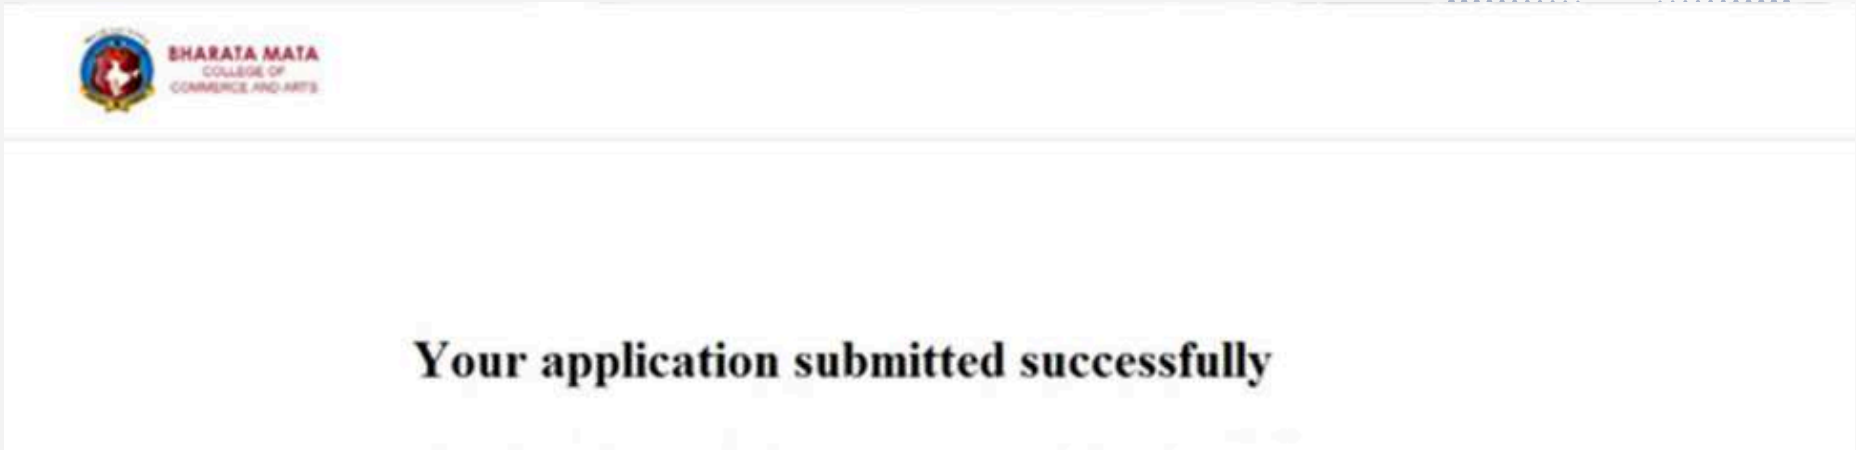 BHARATA MATA
COLLEGE OF
COMMERCE AND ARTS
Your application submitted successfully